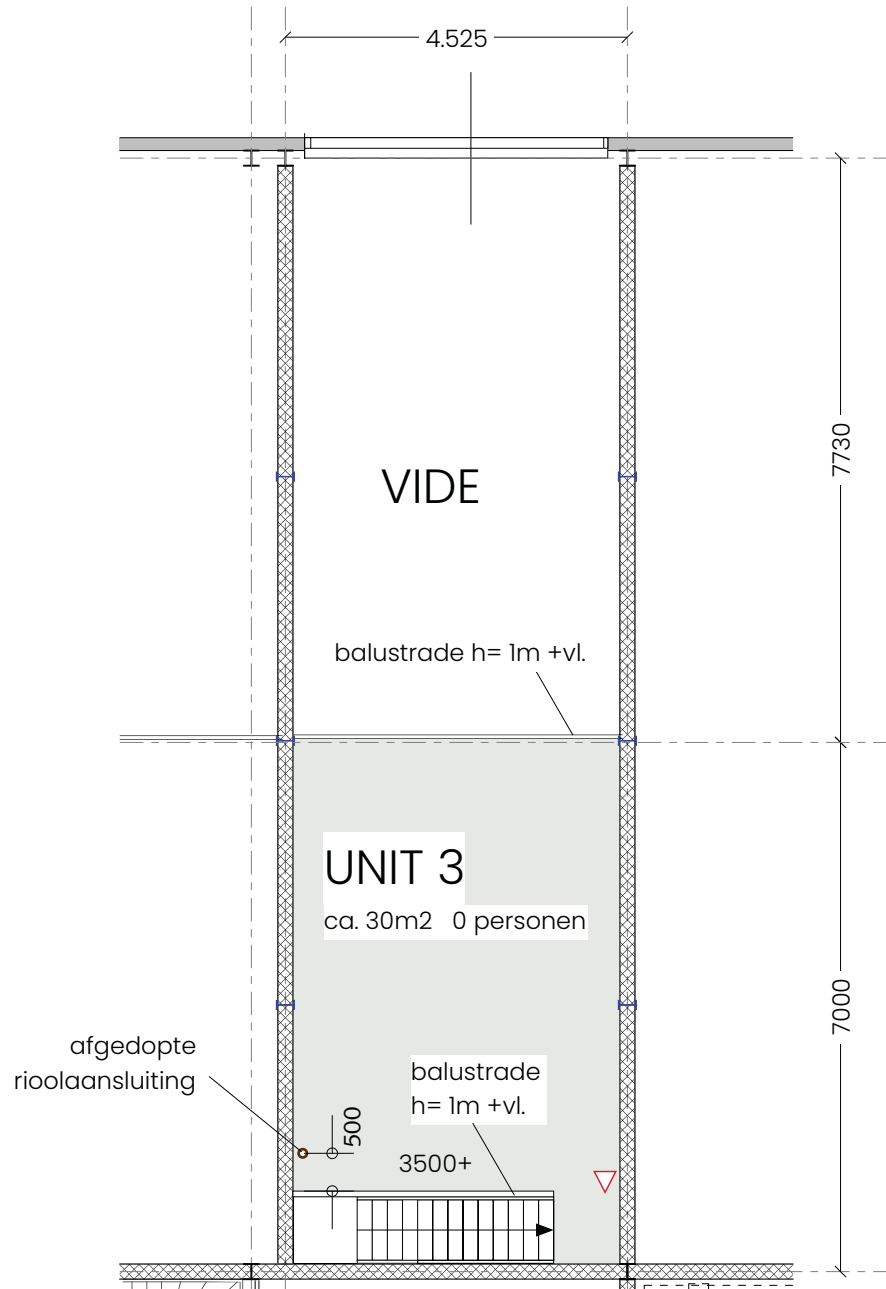 4.525
7730
VIDE
balustrade h= 1m +vl.
UNIT 3
ca. 30m2 0 personen
7000
afgedopte
rioolaansluiting
balustrade
h= 1m +vl.
500
3500+